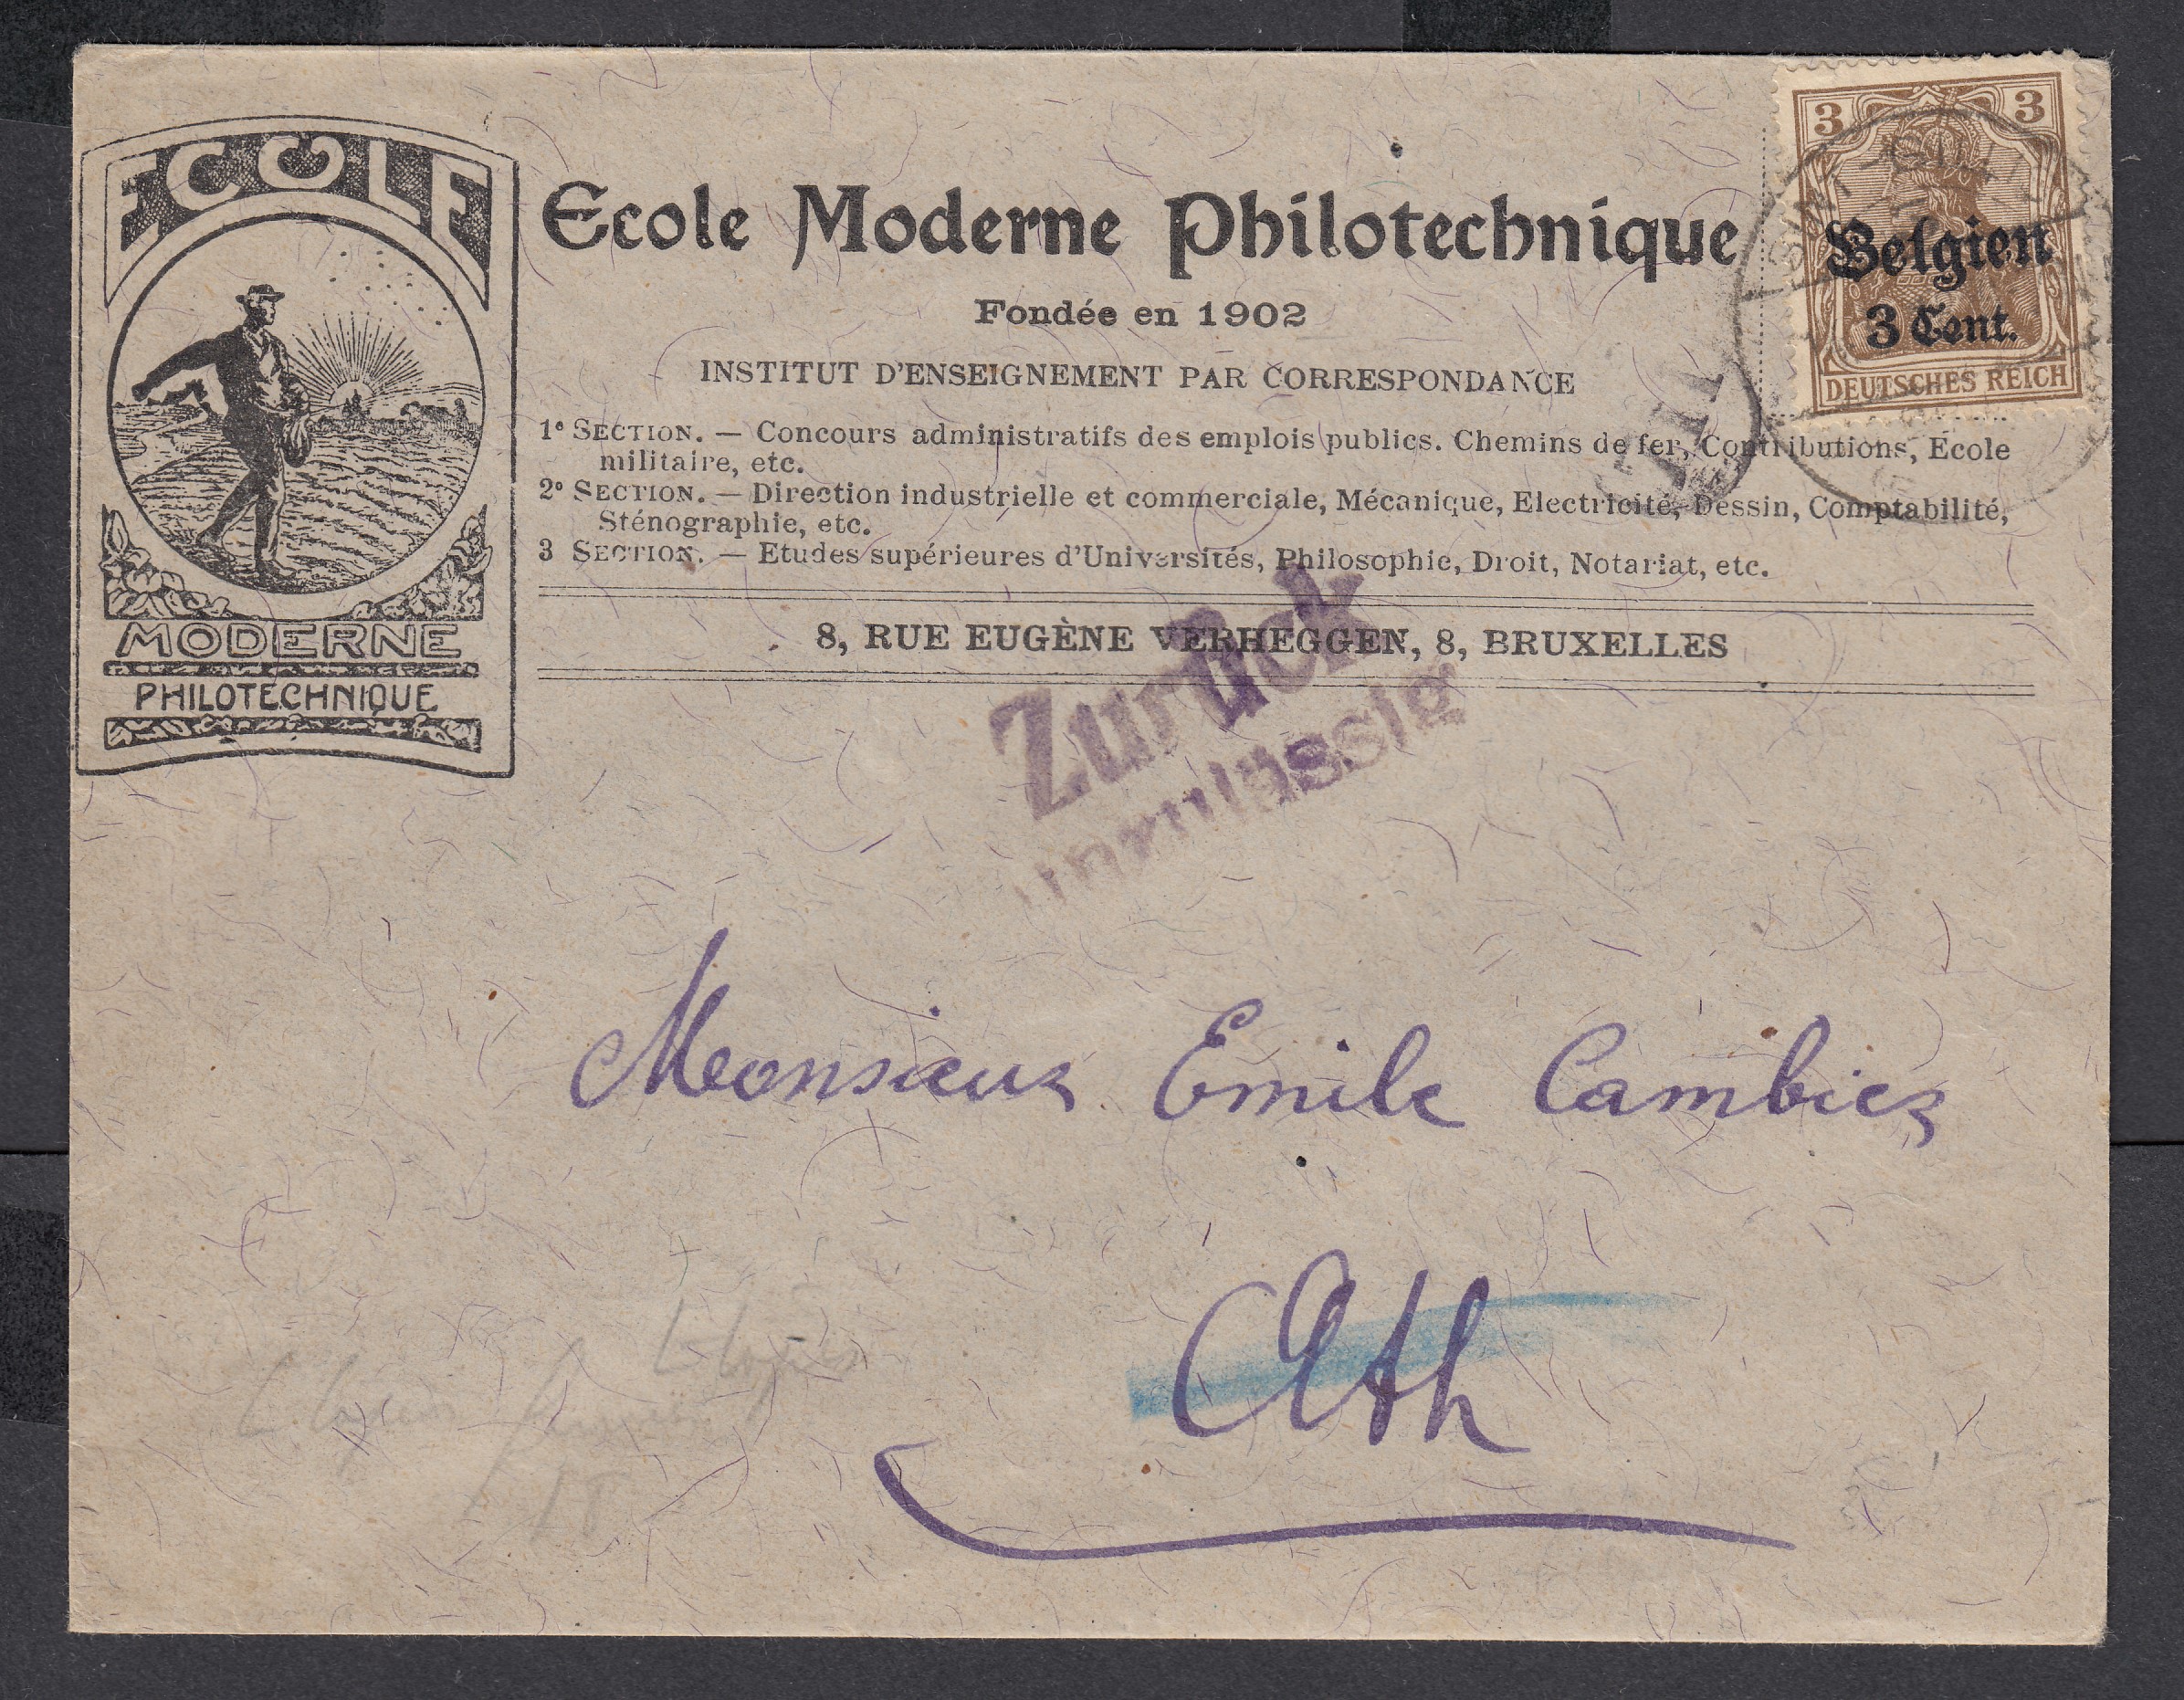 ECOLE
MODERNE
PHILOTECHNIQUE
Ecole Moderne Philotechnique
Fondée en 1902
INSTITUT D'ENSEIGNEMENT PAR CORRESPONDANCE
1e SECTION. — Concours administratifs des emplois publics. Chemins de fer, Contributions, Ecole
militaire, etc.
2e SECTION. — Direction industrielle et commerciale, Mécanique, Electricité, Dessin, Comptabilité,
Sténographie, etc.
3 SECTION. — Etudes supérieures d'Universités, Philosophie, Droit, Notariat, etc.
8, RUE EUGÈNE VERHEGGEN, 8, BRUXELLES
3 3
Belgien
3 Cent.
DEUTSCHES REICH
Zurück
unzulässig
Monsieur Emile Cambier
Ath